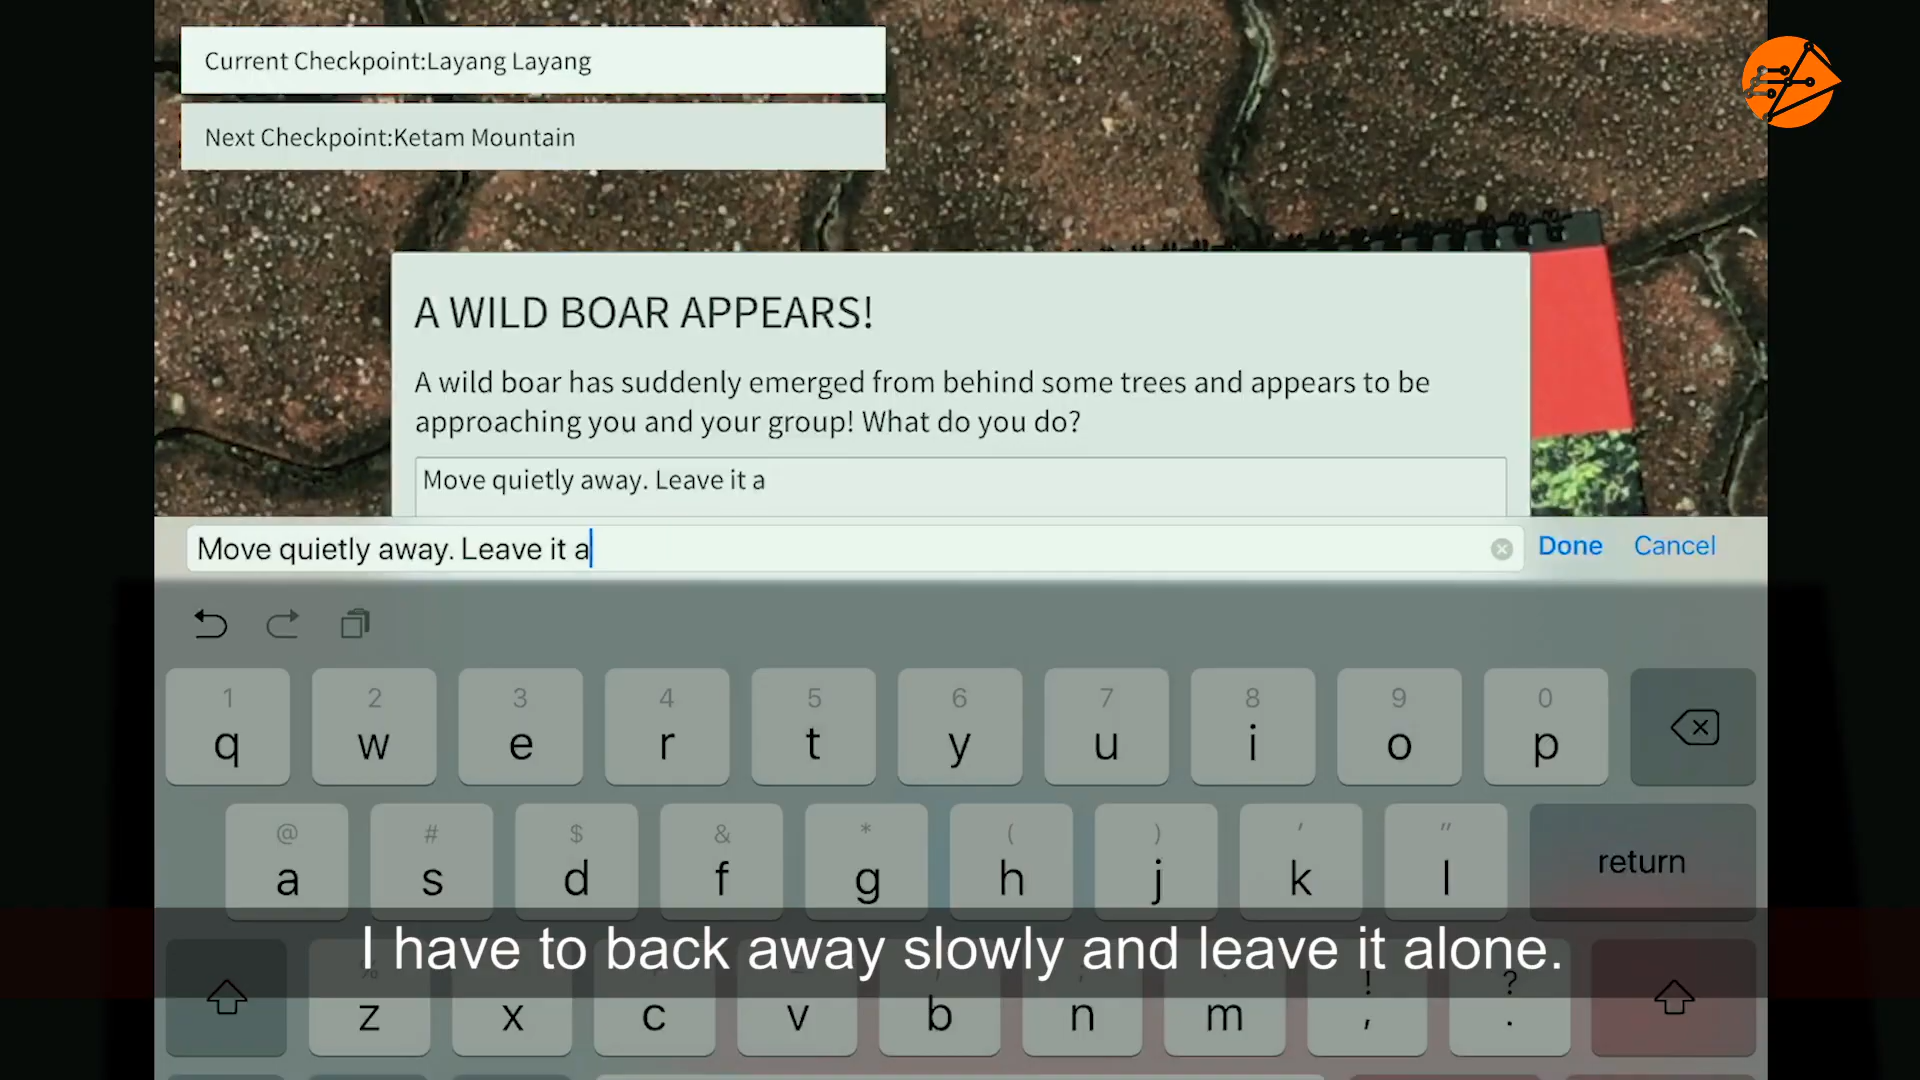 Current Checkpoint:Layang Layang
Next Checkpoint:Ketam Mountain
A WILD BOAR APPEARS!
A wild boar has suddenly emerged from behind some trees and appears to be
approaching you and your group! What do you do?
Move quietly away. Leave it a
Move quietly away. Leave it a
Done Cancel
1 2 3 4 5 6 7 8 9 0
q w e r t y u i o p
@ # $ & * ( ) ' "
a s d f g h j k l return
I have to back away slowly and leave it alone.
! ?
z x c v b n m , .